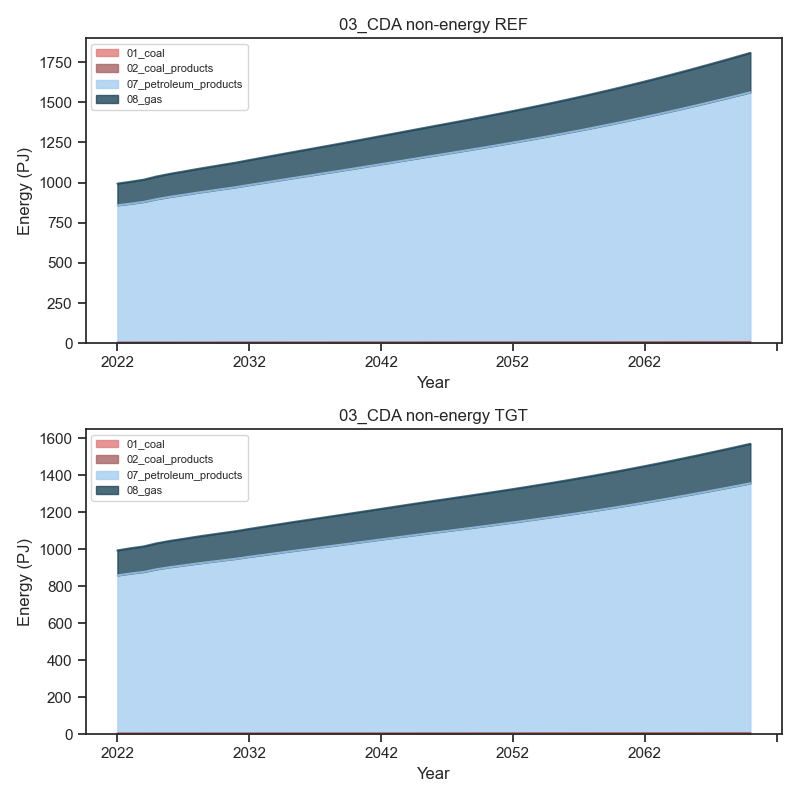 03_CDA non-energy REF
01_coal
02_coal_products
07_petroleum_products
08_gas
Energy (PJ)
1750
1500
1250
1000
750
500
250
0
2022 2032 2042 2052 2062
Year
03_CDA non-energy TGT
01_coal
02_coal_products
07_petroleum_products
08_gas
Energy (PJ)
1600
1400
1200
1000
800
600
400
200
0
2022 2032 2042 2052 2062
Year